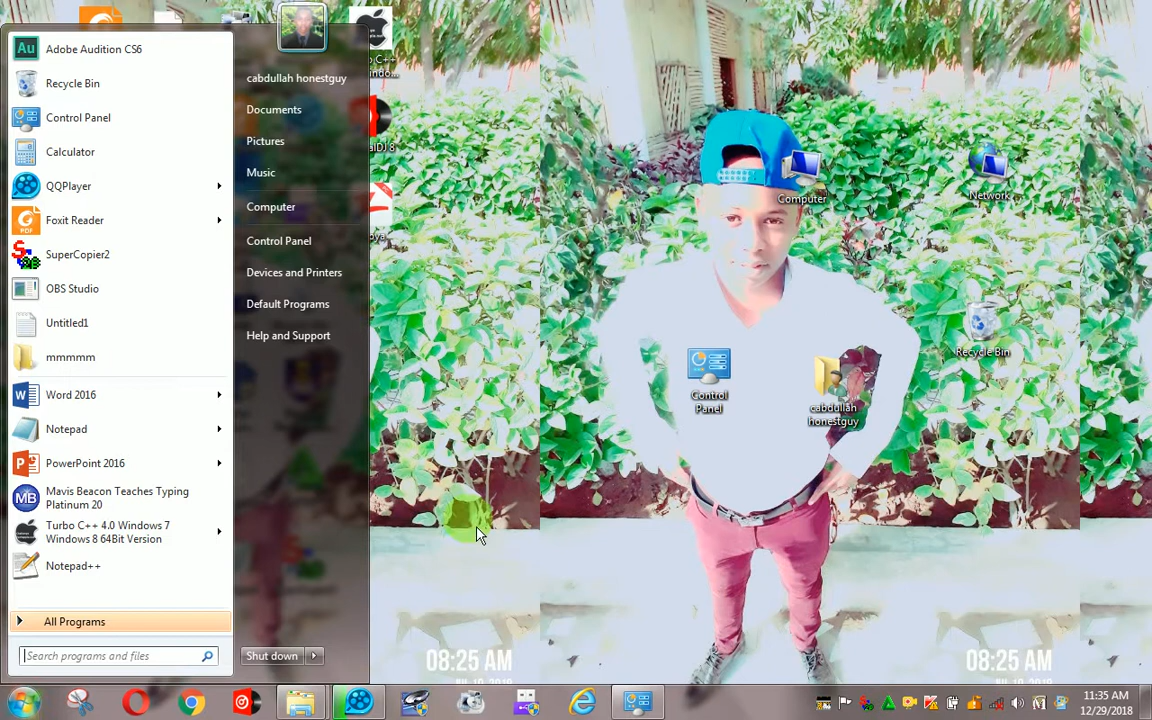 Au
Adobe Audition CS6
Recycle Bin
Control Panel
Calculator
QQPlayer
PDF
Foxit Reader
SuperCopier2
OBS Studio
Untitled1
mmmmm
Word 2016
Notepad
PowerPoint 2016
MB
Mavis Beacon Teaches Typing
Platinum 20
Turbo C++ 4.0 Windows 7
Windows 8 64Bit Version
Notepad++
All Programs
Search programs and files
cabdullah honestguy
Documents
Pictures
Music
Computer
Control Panel
Devices and Printers
Default Programs
Help and Support
Shut down
Computer
Network
Recycle Bin
Control
Panel
cabdullah
honestguy
08:25 AM
08:25 AM
11:35 AM
12/29/2018